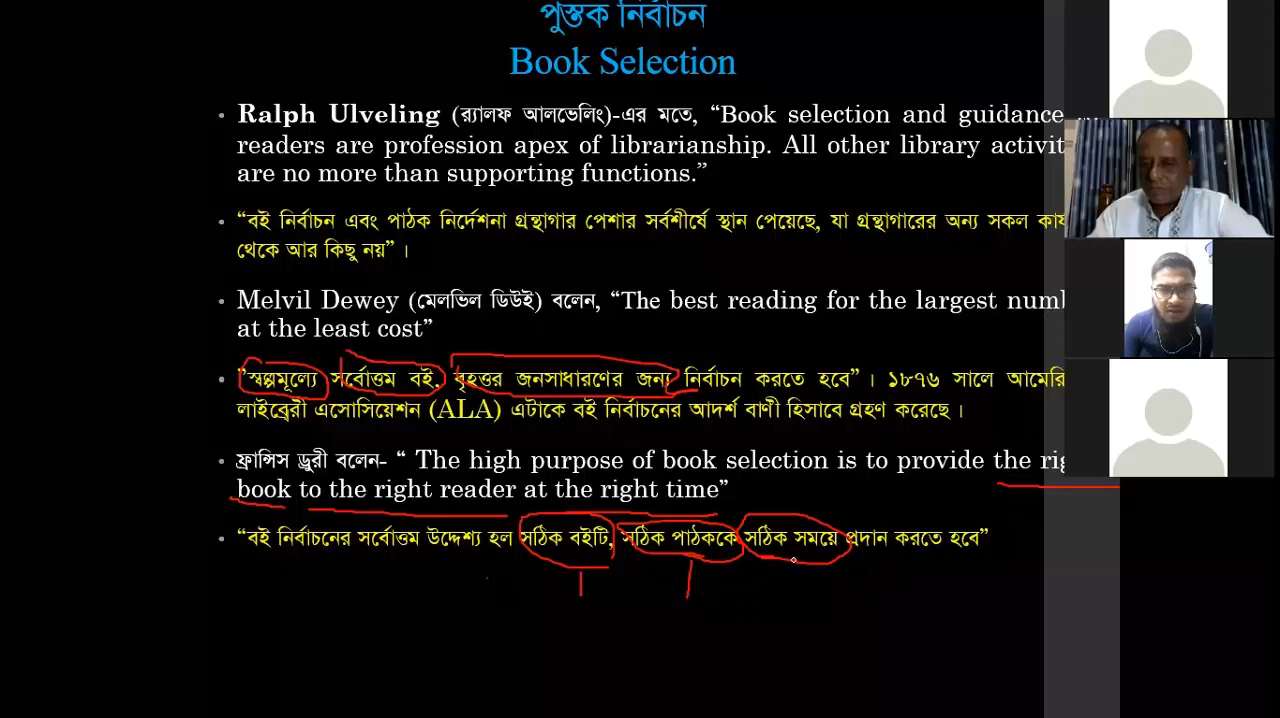 পুস্তক নির্বাচন
Book Selection
Ralph Ulveling (র‍্যালফ আলভেলিং)-এর মতে, “Book selection and guidance
readers are profession apex of librarianship. All other library activit
are no more than supporting functions.”
“বই নির্বাচন এবং পাঠক নির্দেশনা গ্রন্থাগার পেশার সর্বশীর্ষে স্থান পেয়েছে, যা গ্রন্থাগারের অন্য সকল কায
থেকে আর কিছু নয়” ।
Melvil Dewey (মেলভিল ডিউই) বলেন, “The best reading for the largest numb
at the least cost”
”স্বল্পমূল্যে সর্বোত্তম বই, বৃহত্তর জনসাধারণের জন্য নির্বাচন করতে হবে” । ১৮৭৬ সালে আমেরি
লাইব্রেরী এসোসিয়েশন (ALA) এটাকে বই নির্বাচনের আদর্শ বাণী হিসাবে গ্রহণ করেছে ।
ফ্রান্সিস ড্রুরী বলেন- “ The high purpose of book selection is to provide the rig
book to the right reader at the right time”
“বই নির্বাচনের সর্বোত্তম উদ্দেশ্য হল সঠিক বইটি, সঠিক পাঠককে সঠিক সময়ে প্রদান করতে হবে”